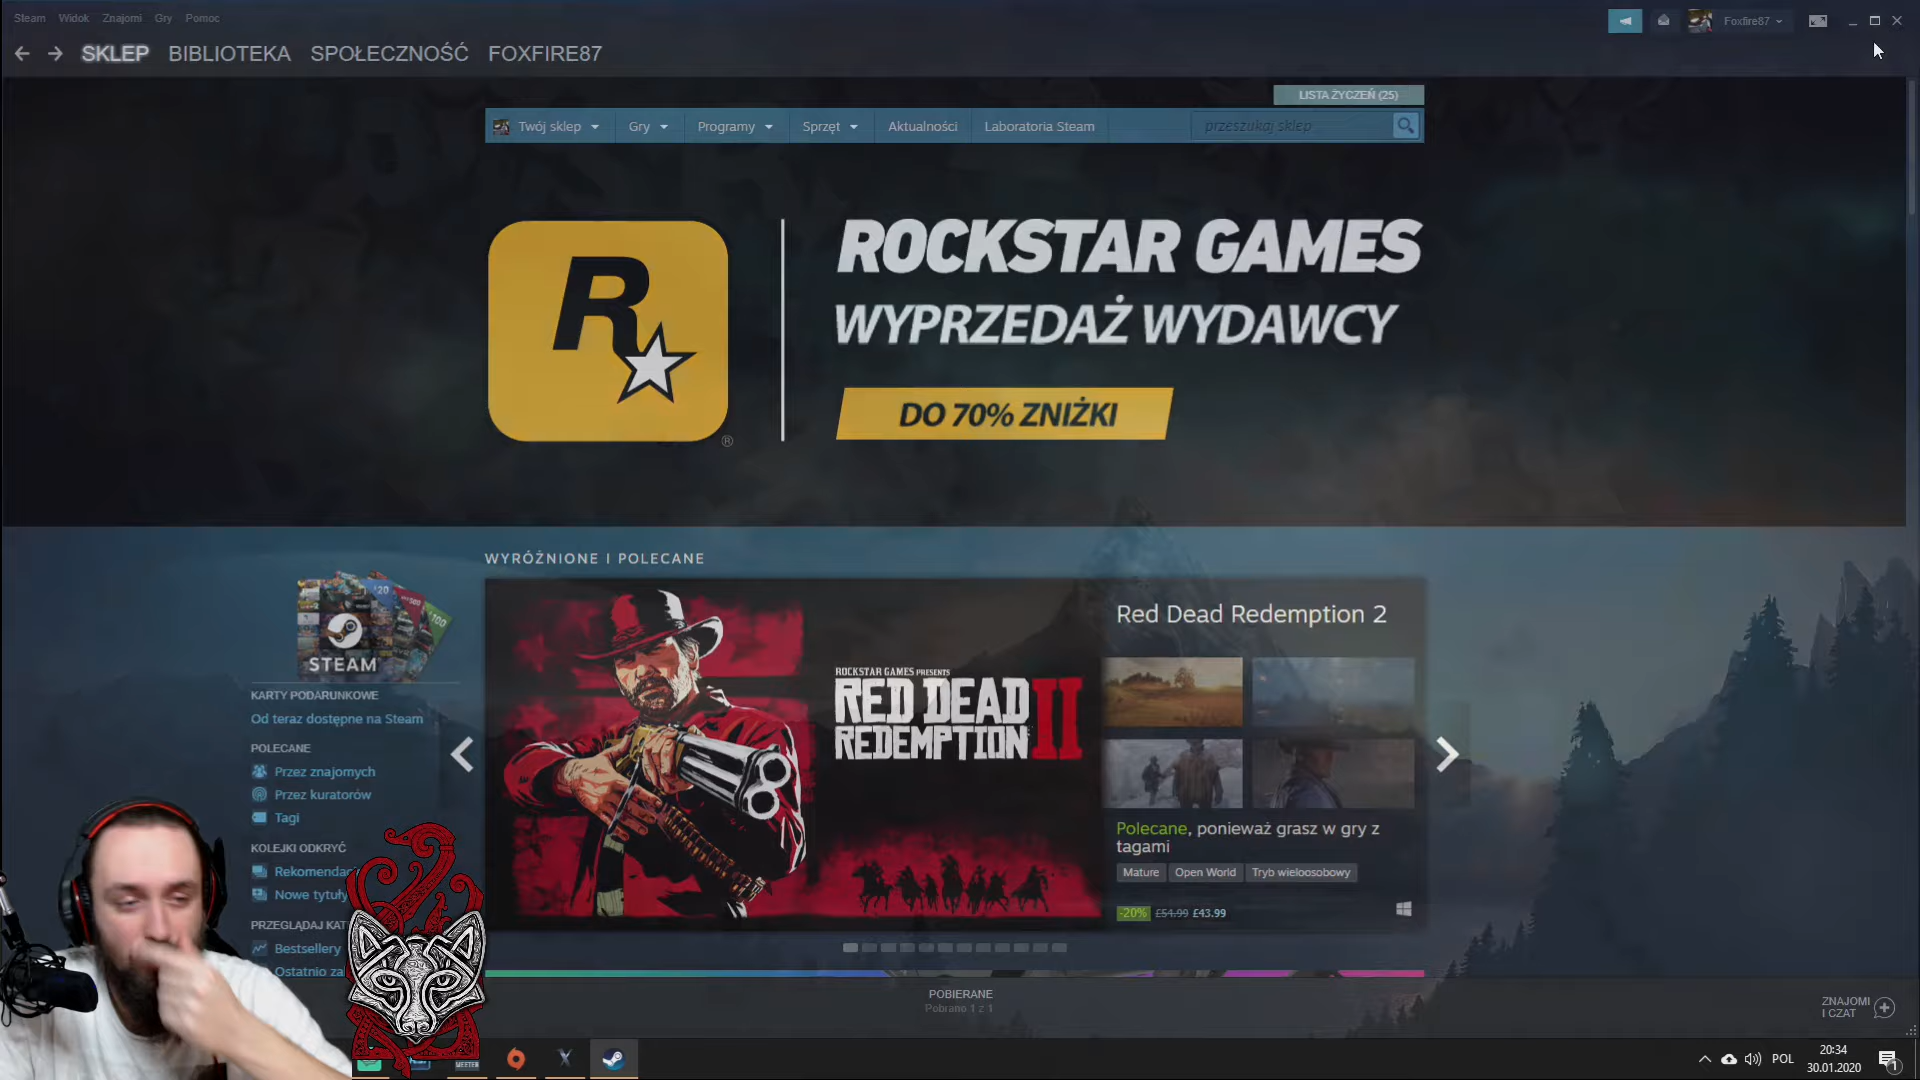 Steam Widok Znajomi Gry Pomoc
Foxfire87
SKLEP BIBLIOTEKA SPOŁECZNOŚĆ FOXFIRE87
LISTA ŻYCZEŃ (25)
Twój sklep Gry Programy Sprzęt Aktualności Laboratoria Steam przeszukaj sklep
ROCKSTAR GAMES
WYPRZEDAŻ WYDAWCY
DO 70% ZNIŻKI
R
®
WYRÓŻNIONE I POLECANE
STEAM
KARTY PODARUNKOWE
Od teraz dostępne na Steam
POLECANE
Przez znajomych
Przez kuratorów
Tagi
KOLEJKI ODKRYĆ
Nowe tytuły
Bestsellery
ROCKSTAR GAMES PRESENTS
RED DEAD
REDEMPTION II
Red Dead Redemption 2
Polecane, ponieważ grasz w gry z
tagami
Mature Open World Tryb wieloosobowy
-20% £54.99 £43.99
POBIERANE
Pobrano 1 z 1
ZNAJOMI
I CZAT
POL
20:34
30.01.2020
1